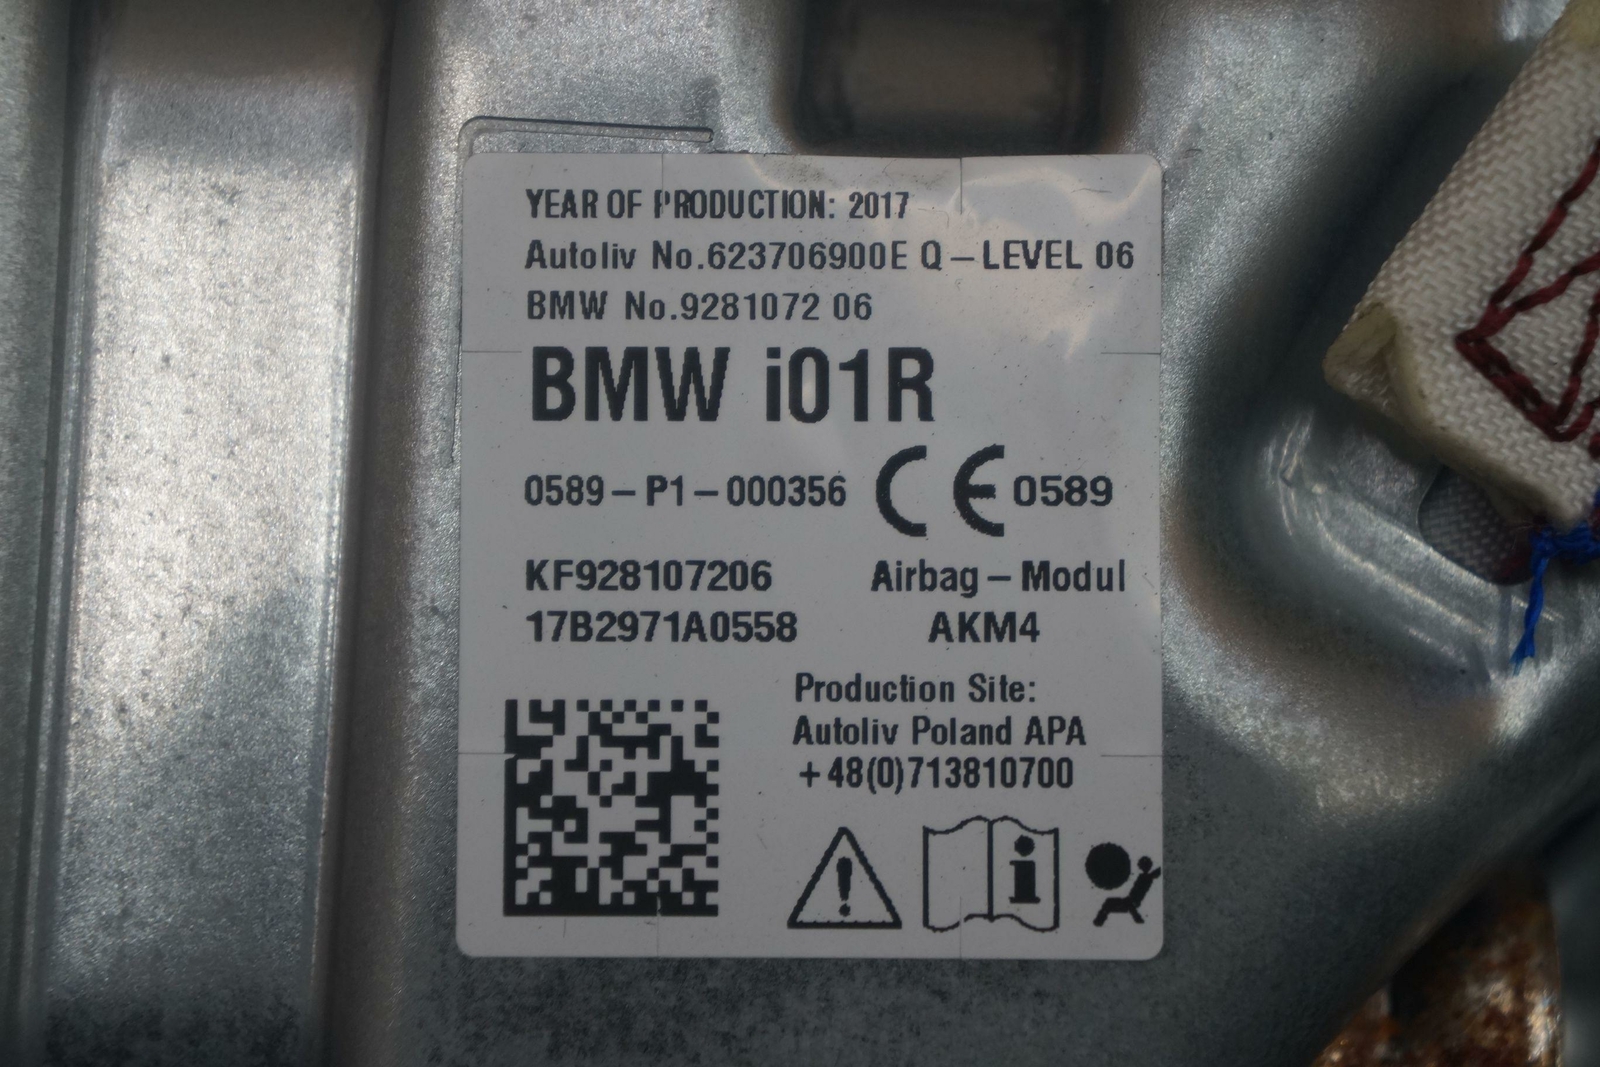 YEAR OF PRODUCTION: 2017
Autoliv No.623706900E Q-LEVEL 06
BMW No.9281072 06
BMW i01R
0589-P1-000356 CE 0589
KF928107206 Airbag-Modul
17B2971A0558 AKM4
Production Site:
Autoliv Poland APA
+48(0)713810700